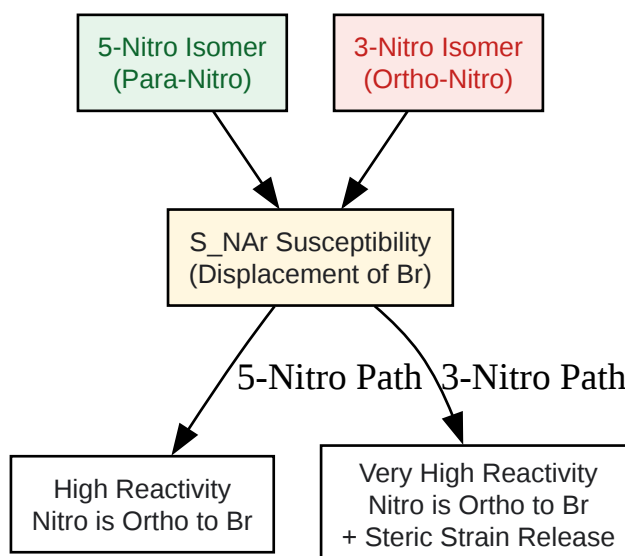 5-Nitro Isomer
(Para-Nitro)
3-Nitro Isomer
(Ortho-Nitro)
S_NAr Susceptibility
(Displacement of Br)
5-Nitro Path
3-Nitro Path
High Reactivity
Nitro is Ortho to Br
Very High Reactivity
Nitro is Ortho to Br
+ Steric Strain Release